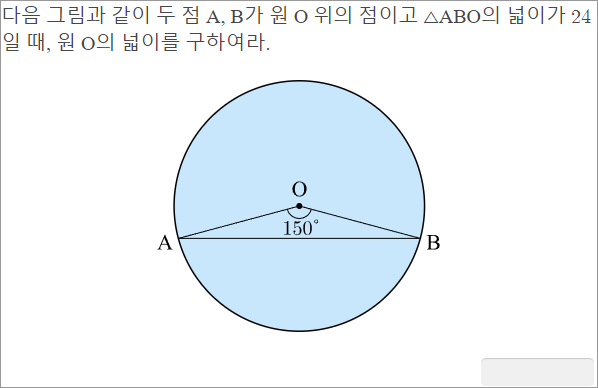 다음 그림과 같이 두 점 A, B가 원 O 위의 점이고 △ABO의 넓이가 24
일 때, 원 O의 넓이를 구하여라.
O
150°
A
B